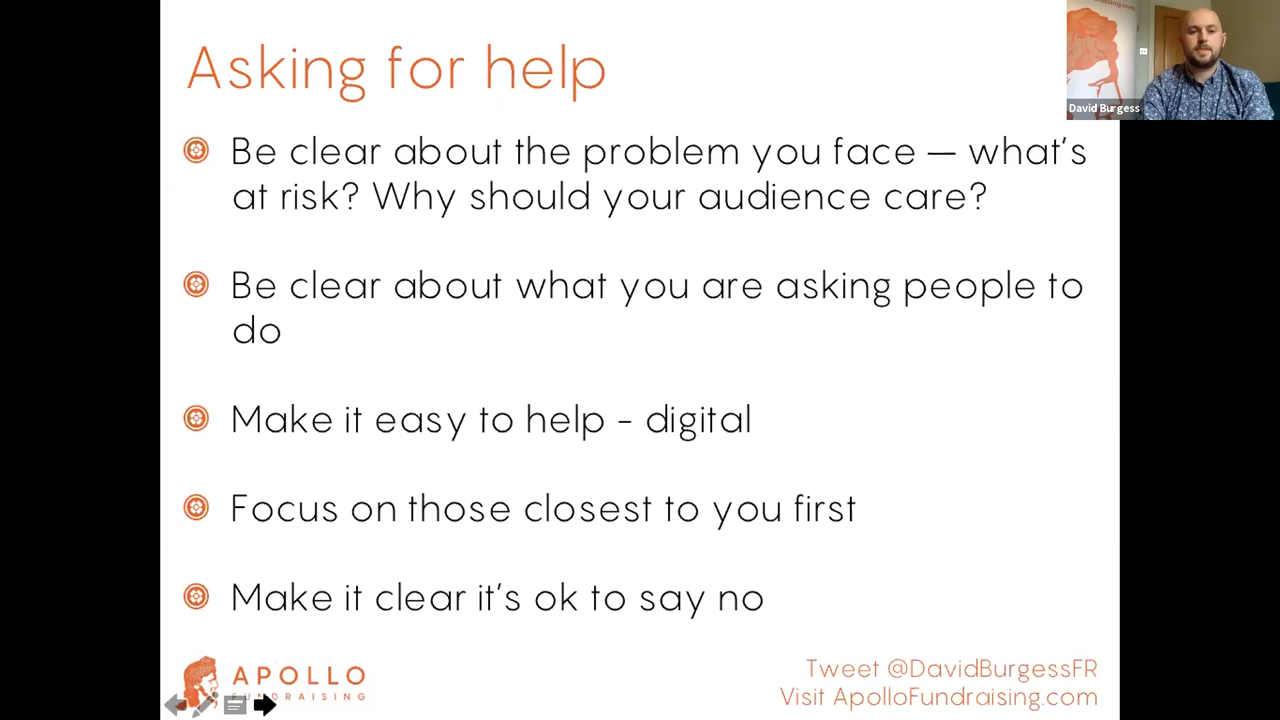 Asking for help
Be clear about the problem you face – what's
at risk? Why should your audience care?
Be clear about what you are asking people to
do
Make it easy to help - digital
Focus on those closest to you first
Make it clear it's ok to say no
APOLLO
FUNDRAISING
Tweet @DavidBurgessFR
Visit ApolloFundraising.com
David Burgess